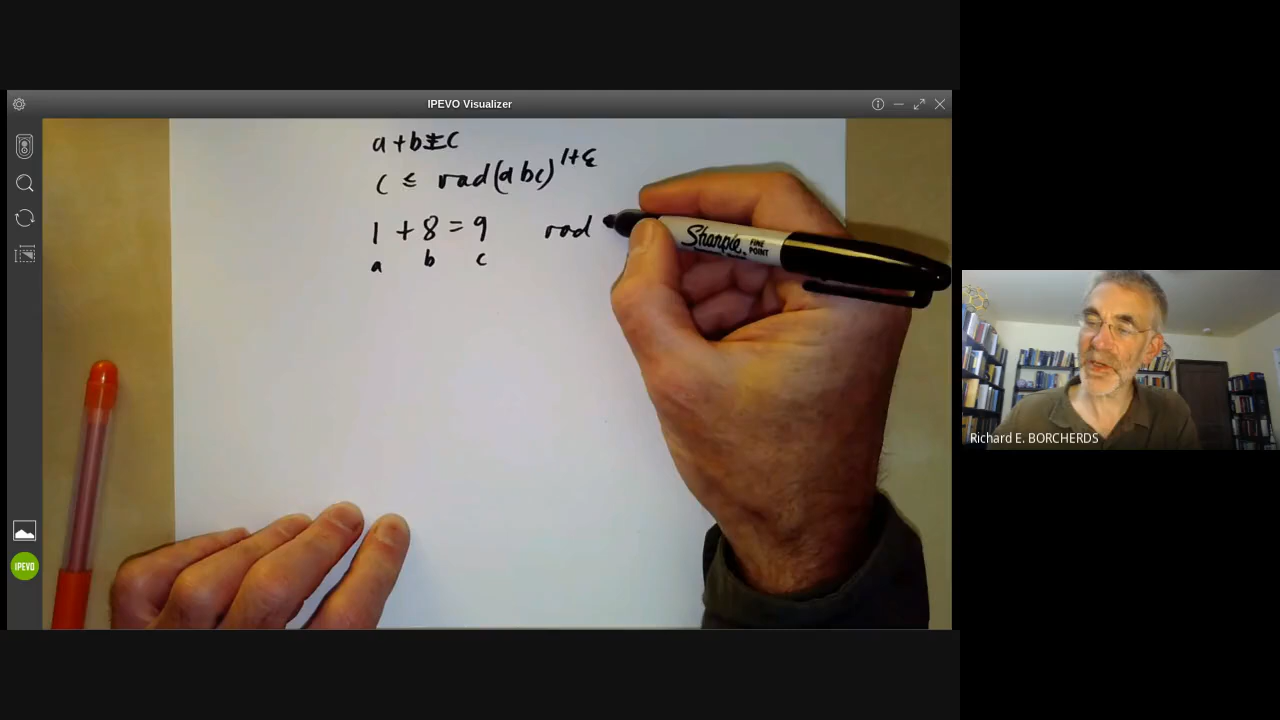 IPEVO Visualizer
a + b = c
c ≤ rad(abc)^{1+ε}
1 + 8 = 9 rad
a b c
Sharpie. FINE POINT
IPEVO
Richard E. BORCHERDS